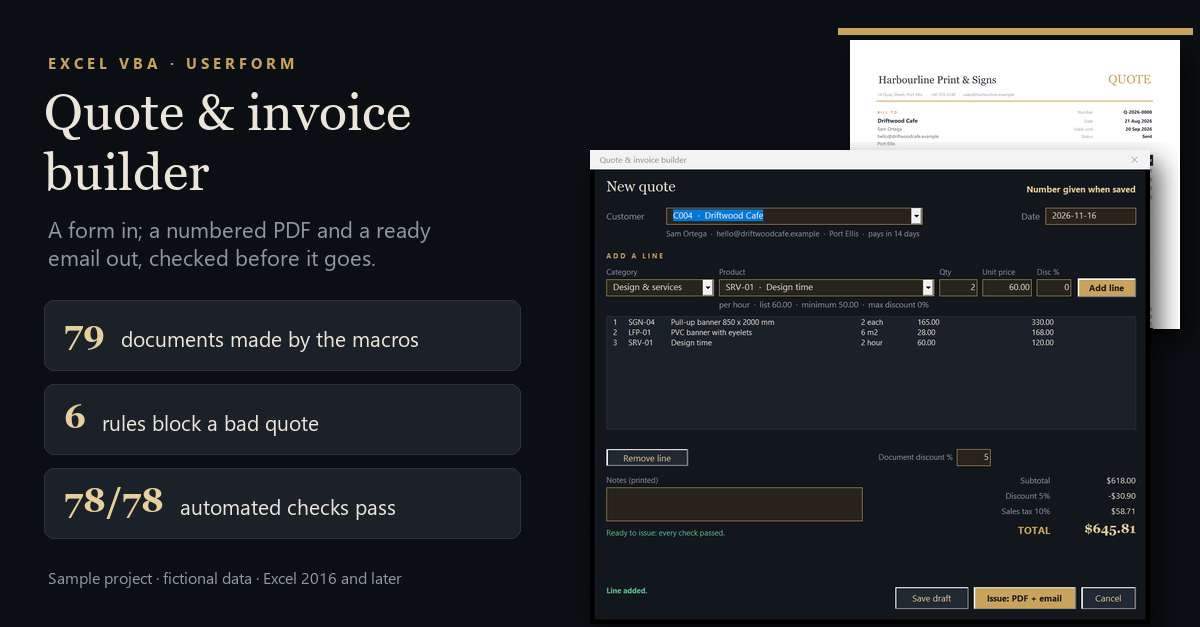 EXCEL VBA · USERFORM
Quote & invoice
builder
A form in; a numbered PDF and a ready
email out, checked before it goes.
79 documents made by the macros
6 rules block a bad quote
78/78 automated checks pass
Sample project · fictional data · Excel 2016 and later
Harbourline Print & Signs QUOTE
14 Quay Street, Port Ellis
BILL TO Number Q-2026-0008
Driftwood Cafe Date 21 Aug 2026
Sam Ortega Valid until 20 Sep 2026
hello@driftwoodcafe.example Status Sent
Port Ellis
Quote & invoice builder
New quote Number given when saved
Customer C004 · Driftwood Cafe Date 2026-11-16
Sam Ortega · hello@driftwoodcafe.example · Port Ellis · pays in 14 days
ADD A LINE
Category Product Qty Unit price Disc %
Design & services SRV-01 · Design time 2 60.00 0 Add line
per hour · list 60.00 · minimum 50.00 · max discount 0%
1 SGN-04 Pull-up banner 850 x 2000 mm 2 each 165.00 330.00
2 LFP-01 PVC banner with eyelets 6 m2 28.00 168.00
3 SRV-01 Design time 2 hour 60.00 120.00
Remove line Document discount % 5
Notes (printed) Subtotal $618.00
Discount 5% -$30.90
Sales tax 10% $58.71
Ready to issue: every check passed. TOTAL $645.81
Line added. Save draft Issue: PDF + email Cancel